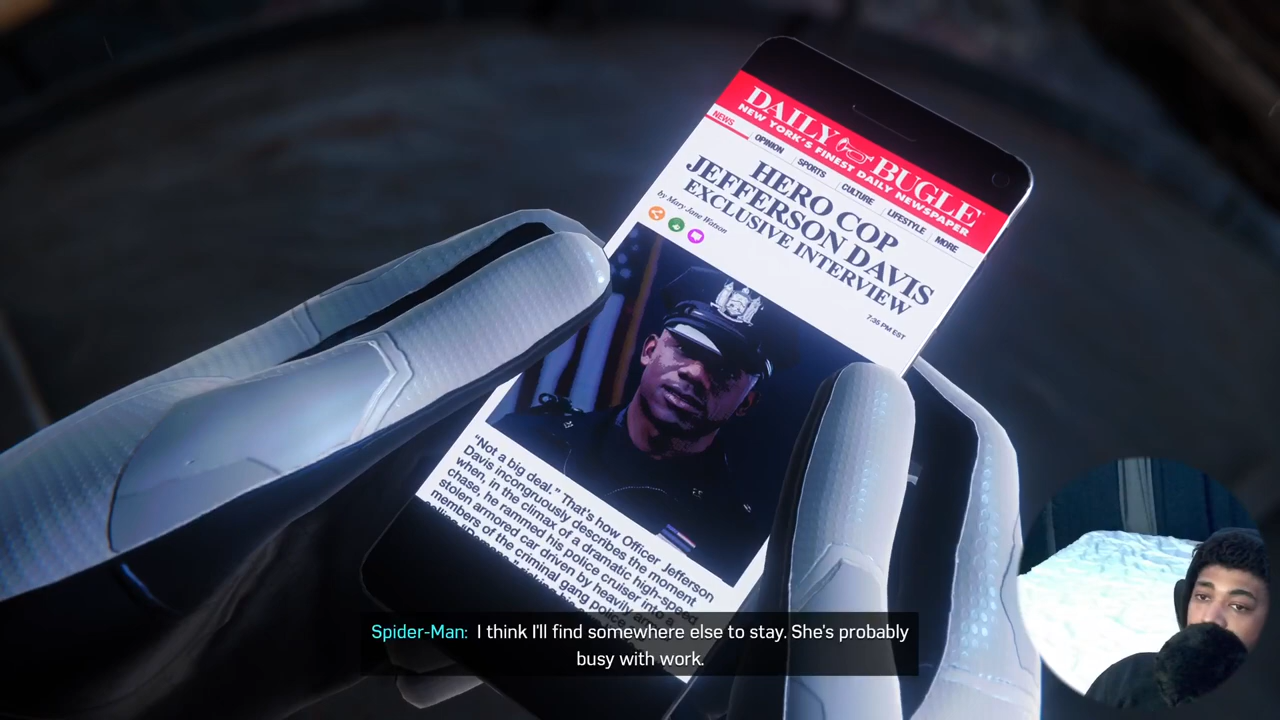 DAILY BUGLE
NEW YORK'S FINEST DAILY NEWSPAPER
NEWS OPINION SPORTS CULTURE LIFESTYLE MORE
HERO COP
JEFFERSON DAVIS
EXCLUSIVE INTERVIEW
by Mary Jane Watson
7:35 PM EST
"Not a big deal." That's how Officer Jefferson
Davis incongruously describes the moment
when, in the climax of a dramatic high-speed
chase, he rammed his police cruiser into a
stolen armored car driven by heavily
members of the criminal gang
Spider-Man: I think I'll find somewhere else to stay. She's probably
busy with work.